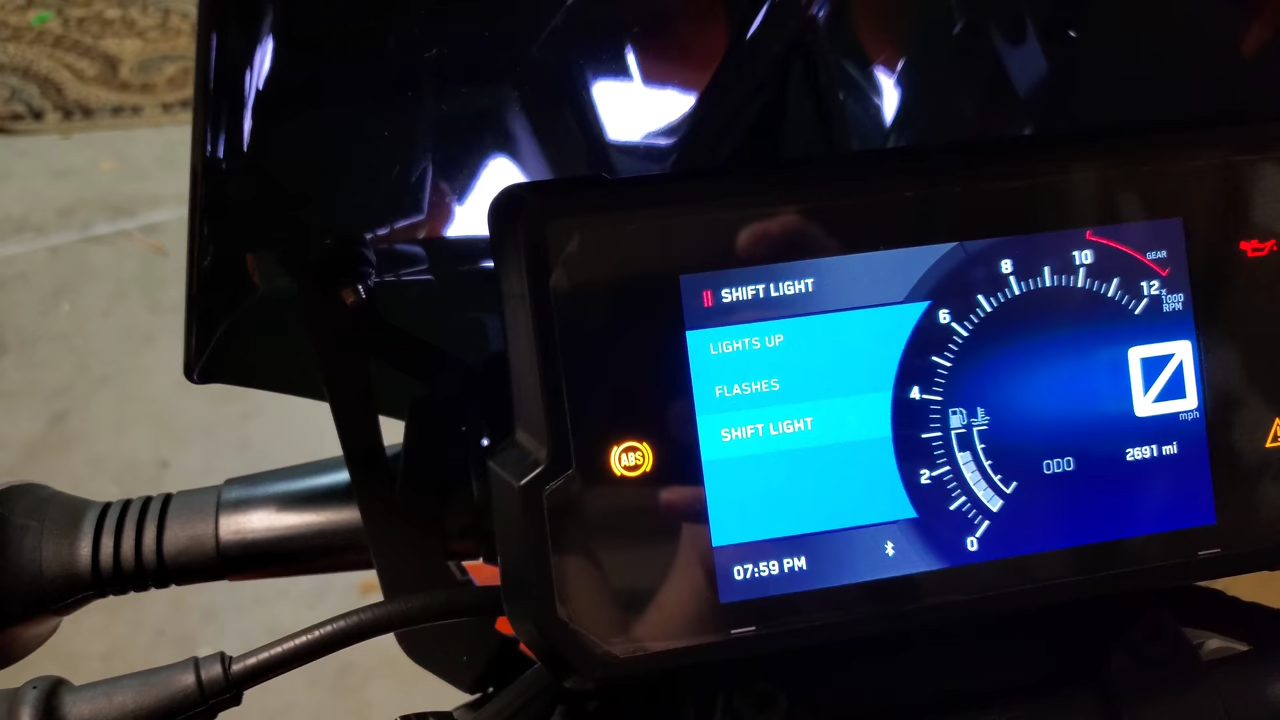 SHIFT LIGHT
LIGHTS UP
FLASHES
SHIFT LIGHT
07:59 PM
ABS
0
2
4
6
8
10
12
x
1000
RPM
GEAR
mph
ODO
2691 mi